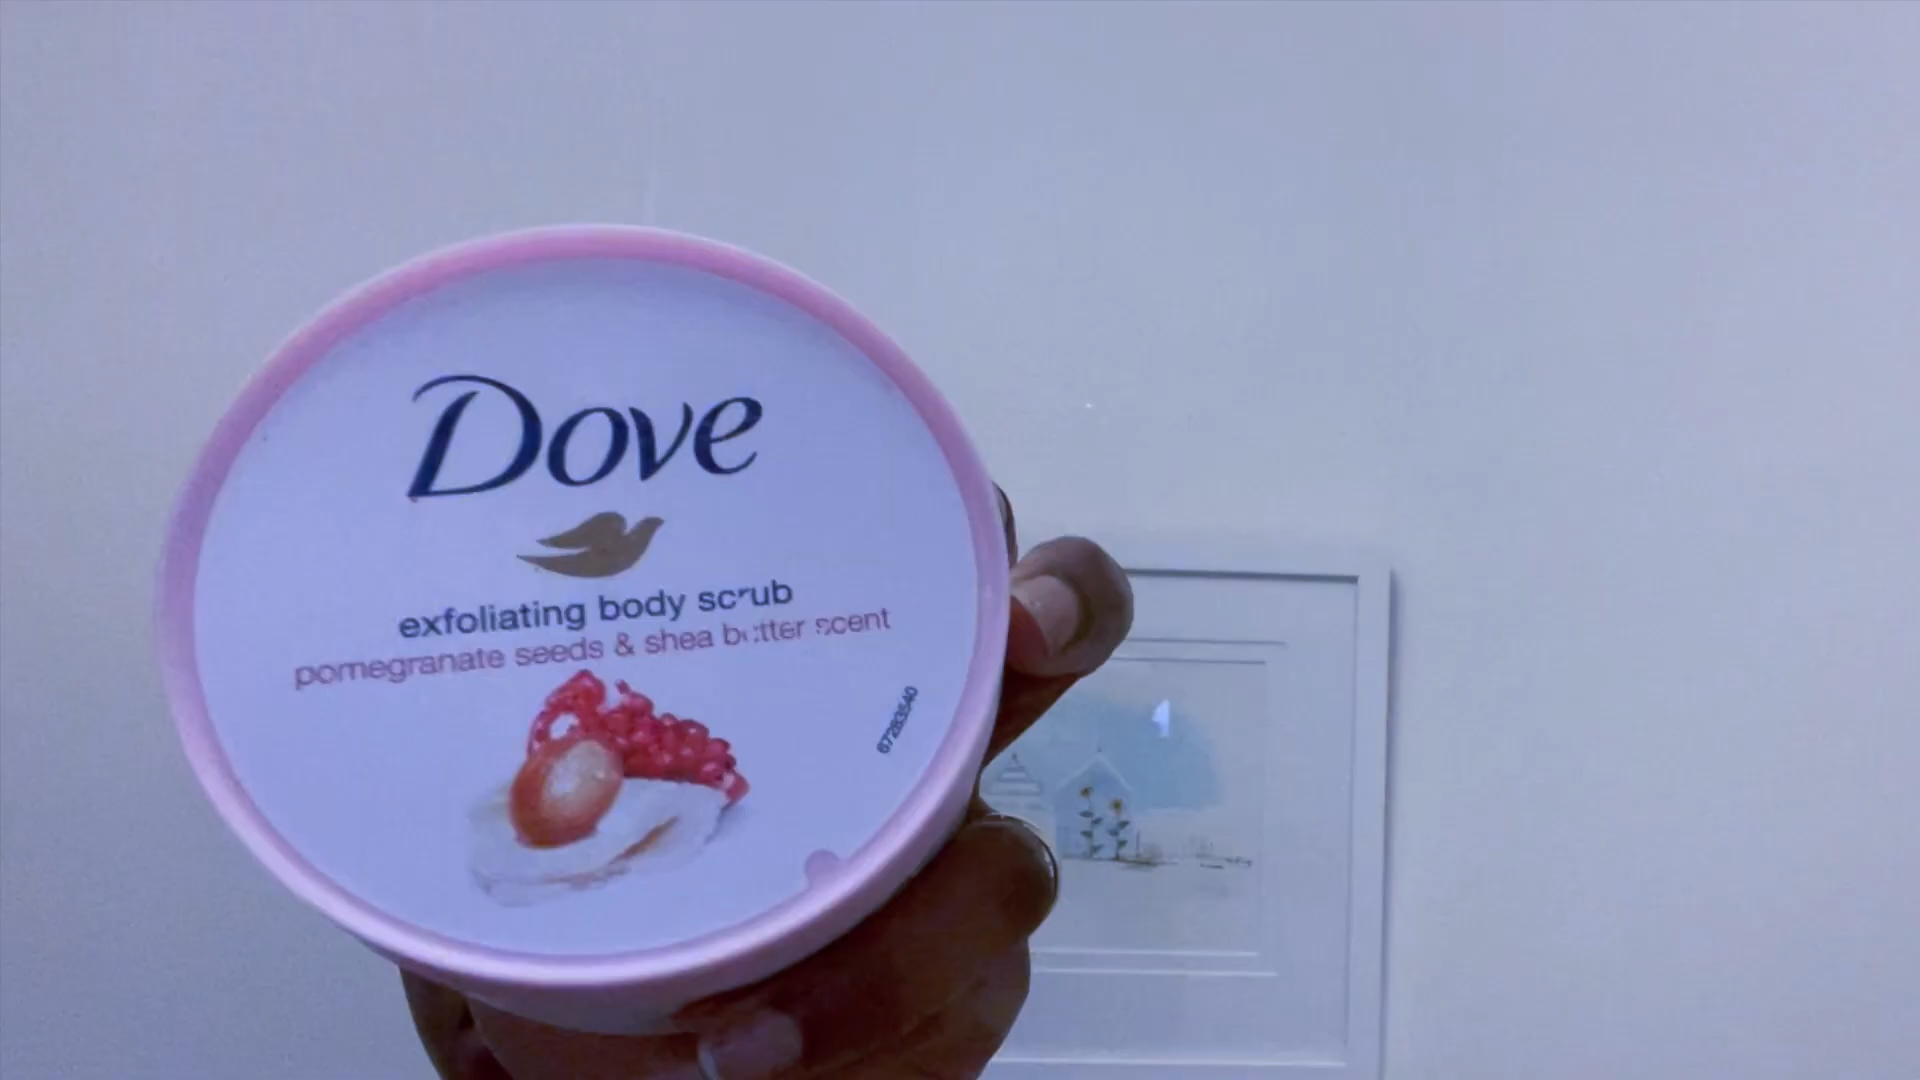 Dove
exfoliating body scrub
pomegranate seeds & shea butter scent
67283540